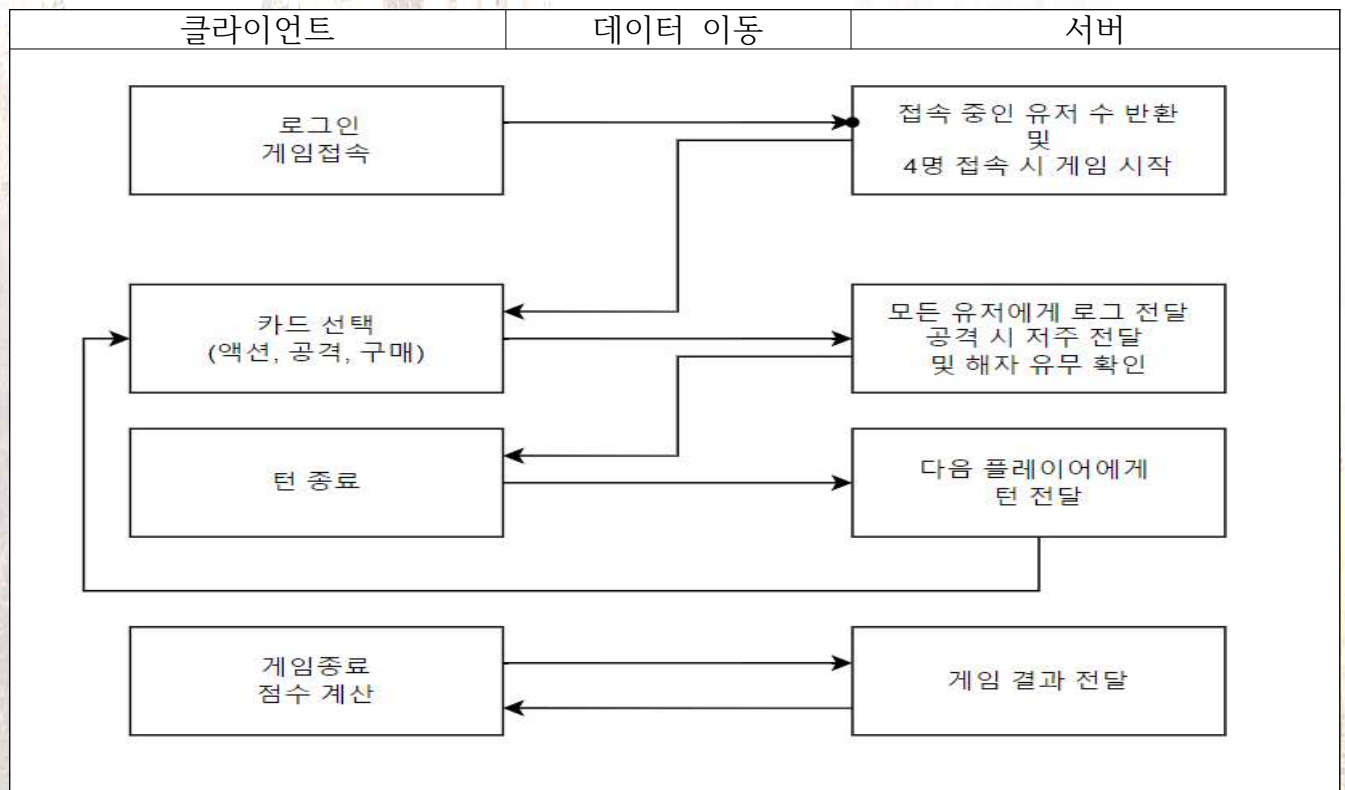 클라이언트
데이터 이동
서버
로그인
게임접속
접속 중인 유저 수 반환
및
4명 접속 시 게임 시작
카드 선택
(액션, 공격, 구매)
모든 유저에게 로그 전달
공격 시 저주 전달
및 해자 유무 확인
턴 종료
다음 플레이어에게
턴 전달
게임종료
점수 계산
게임 결과 전달